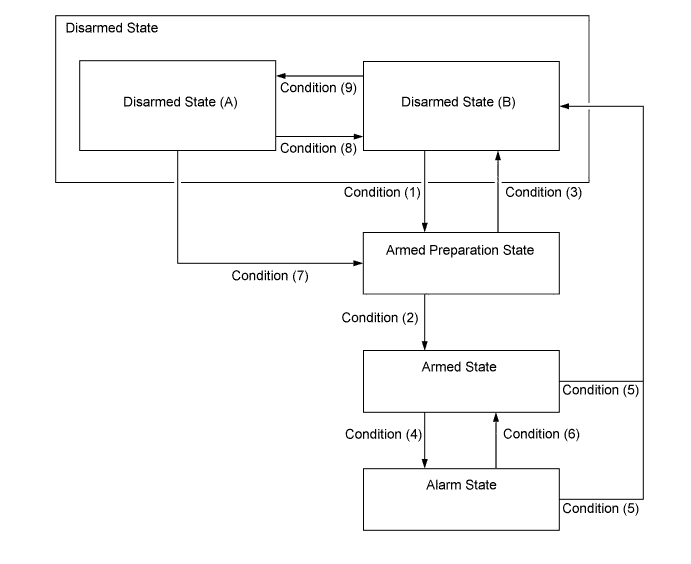 Disarmed State
Disarmed State (A)
Condition (9)
Disarmed State (B)
Condition (8)
Condition (1)
Condition (3)
Armed Preparation State
Condition (7)
Condition (2)
Armed State
Condition (5)
Condition (4)
Condition (6)
Alarm State
Condition (5)